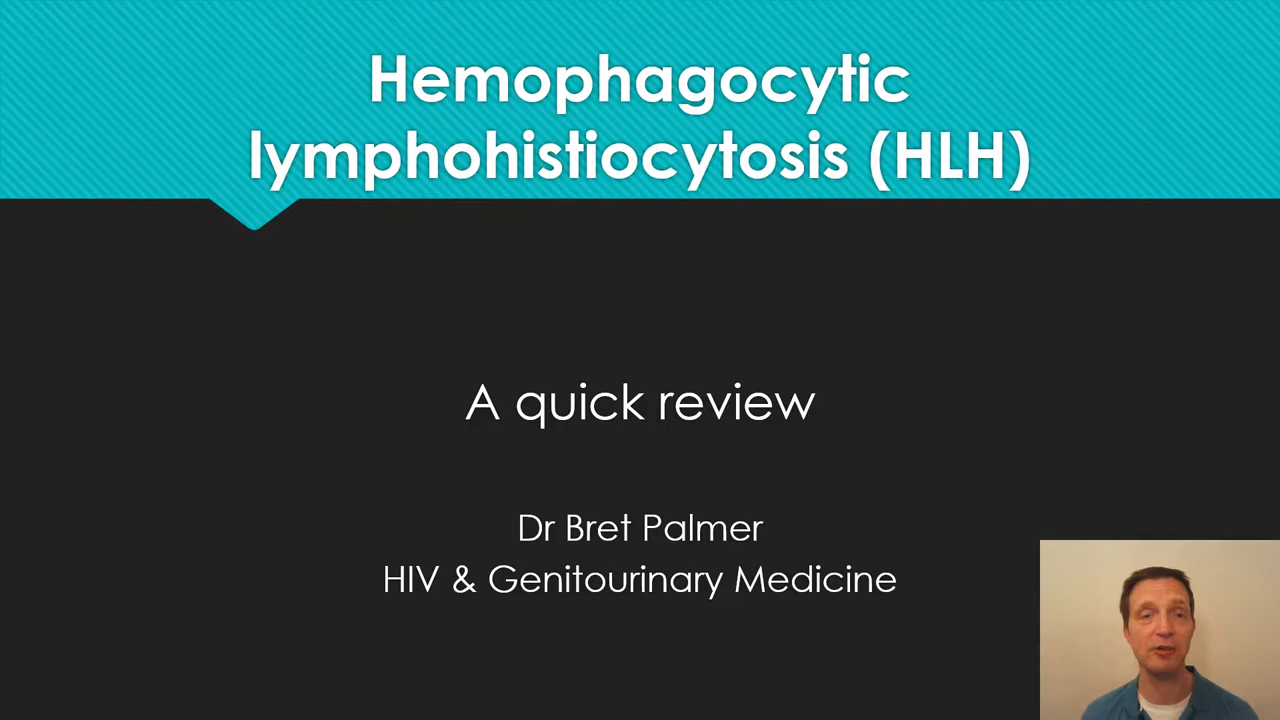 Hemophagocytic
lymphohistiocytosis (HLH)
A quick review
Dr Bret Palmer
HIV & Genitourinary Medicine